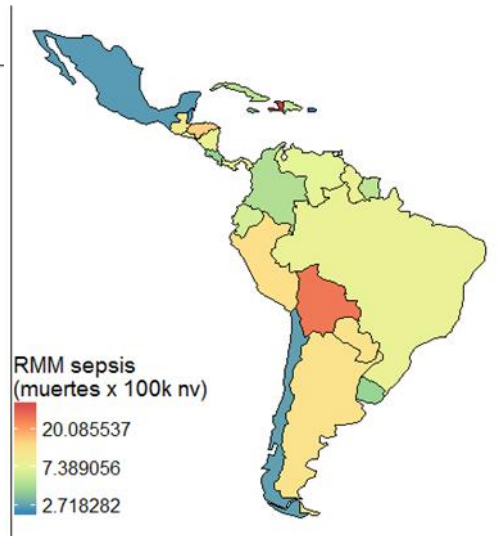 RMM sepsis
(muertes x 100k nv)
20.085537
7.389056
2.718282